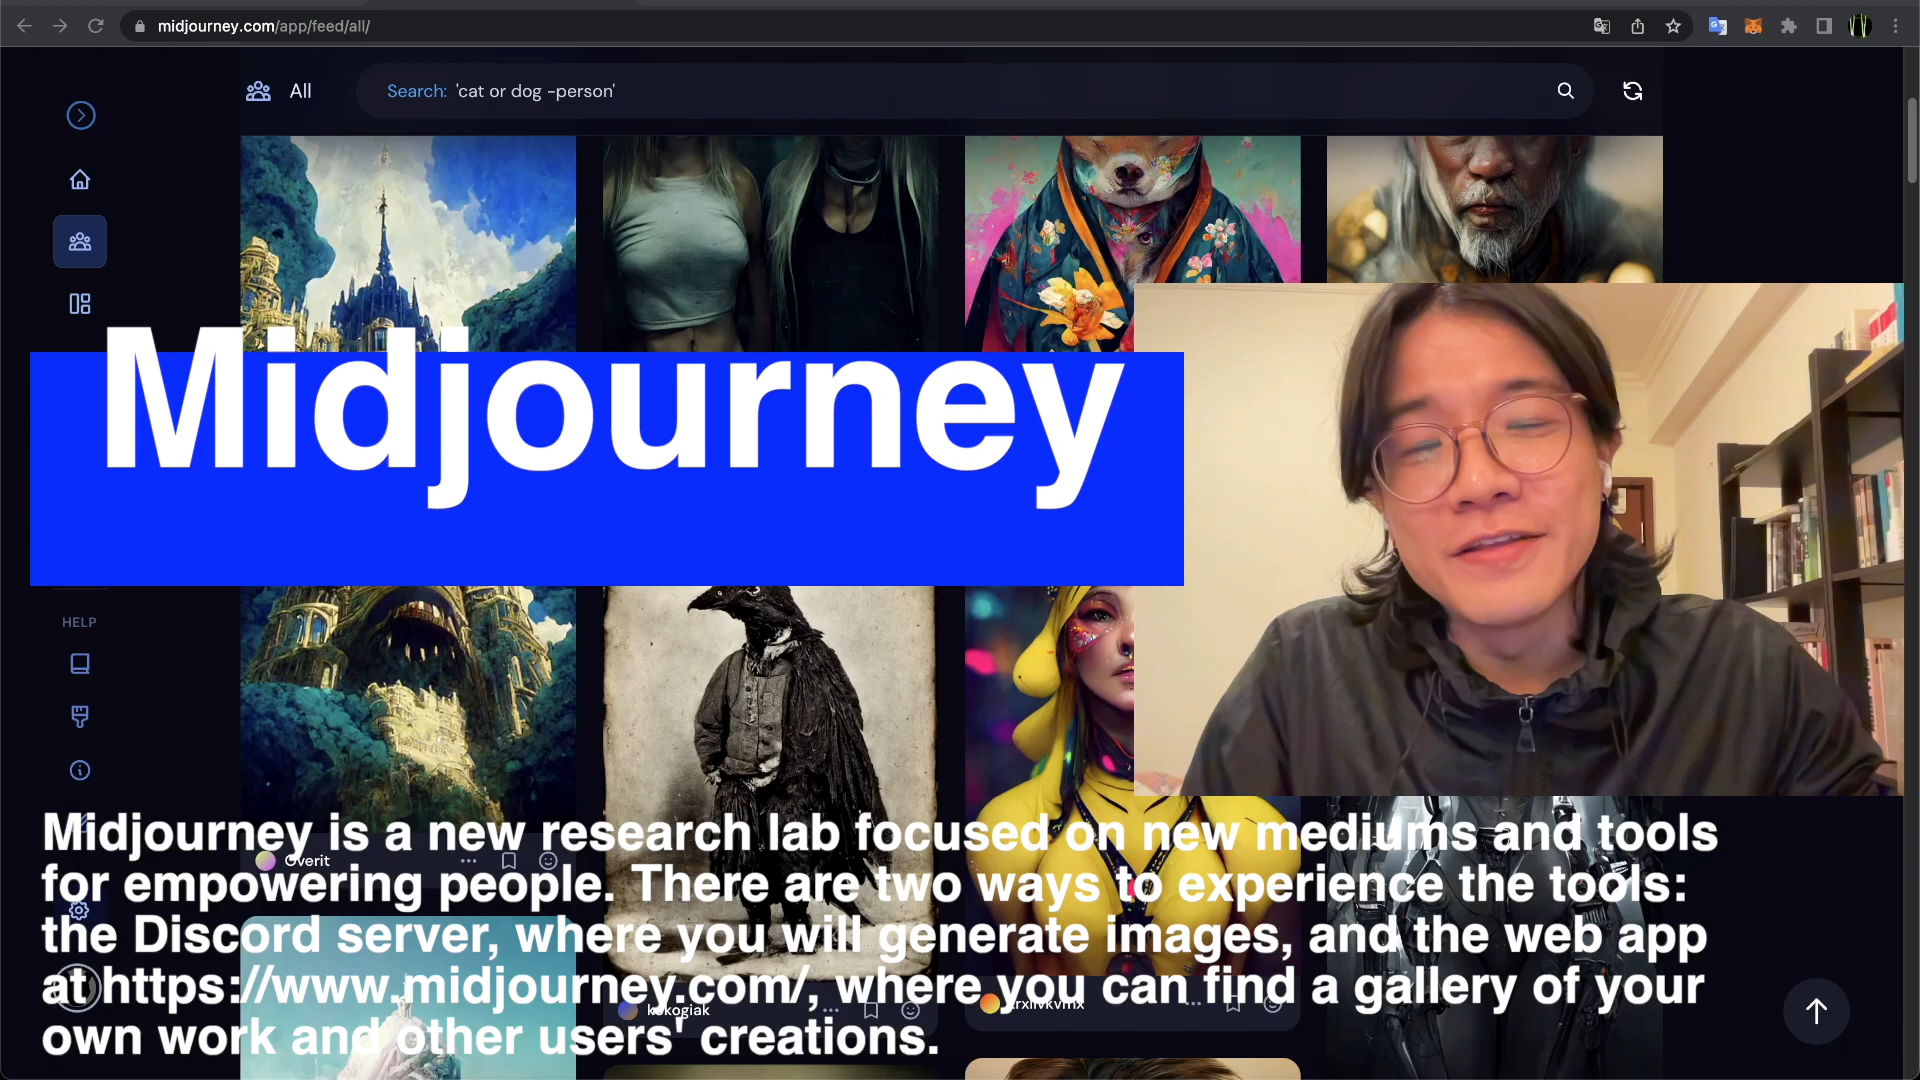 midjourney.com/app/feed/all/
All
Search: 'cat or dog -person'
Midjourney
HELP
Midjourney is a new research lab focused on new mediums and tools
for empowering people. There are two ways to experience the tools:
the Discord server, where you will generate images, and the web app
at https://www.midjourney.com/, where you can find a gallery of your
own work and other users' creations.
Overit
kokogiak